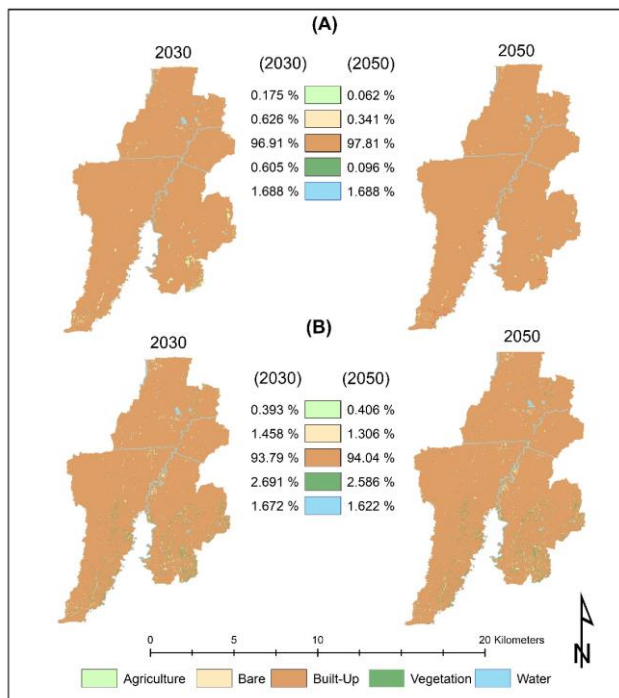 (A)
2030 2050
(2030) (2050)
0.175 % 0.062 %
0.626 % 0.341 %
96.91 % 97.81 %
0.605 % 0.096 %
1.688 % 1.688 %
(B)
2030 2050
(2030) (2050)
0.393 % 0.406 %
1.458 % 1.306 %
93.79 % 94.04 %
2.691 % 2.586 %
1.672 % 1.622 %
0 5 10 20 Kilometers
N
Agriculture Bare Built-Up Vegetation Water